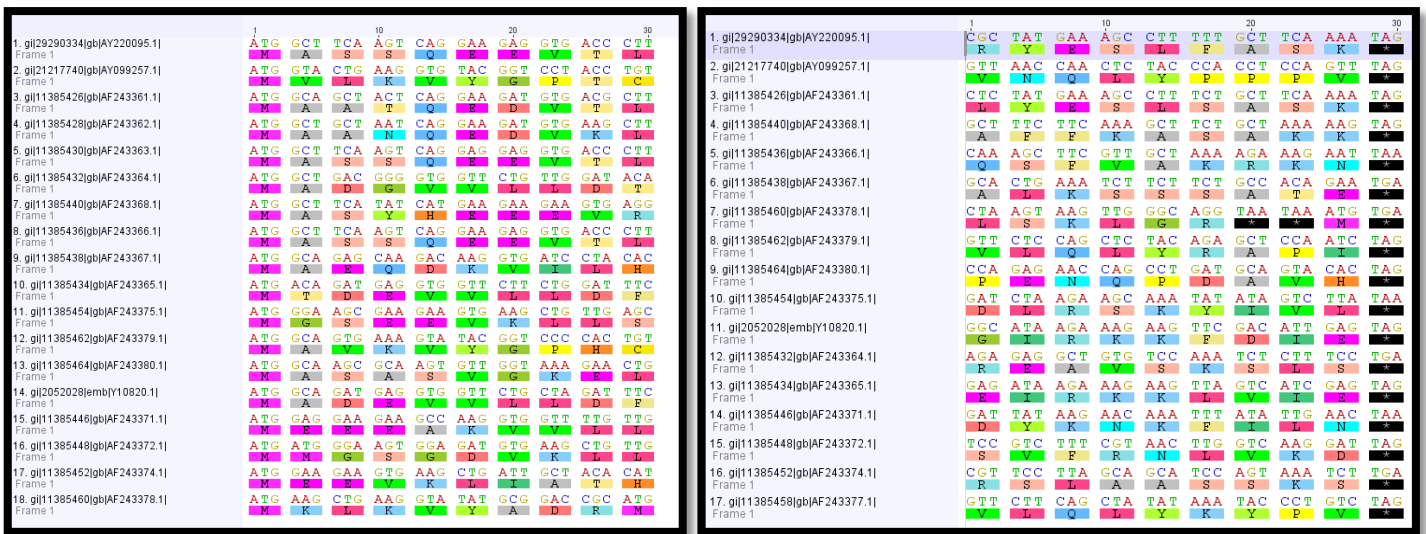 1 10 20 30
1. gi|29290334|gb|AY220095.1| ATG GCT TCA AGT CAG GAA GAG GTG ACC CTT
Frame 1 M A S S Q E E V T L
2. gi|21217740|gb|AY099257.1| ATG GTA CTG AAG GTG TAC GGT CCT ACC TGT
Frame 1 M V L K V Y G P T C
3. gi|11385426|gb|AF243361.1| ATG GCA GCT ACT CAG GAA GAT GTG ACG CTT
Frame 1 M A A T Q E D V T L
4. gi|11385428|gb|AF243362.1| ATG GCT GCT AAT CAG GAA GAT GTG AAG CTT
Frame 1 M A A N Q E D V K L
5. gi|11385430|gb|AF243363.1| ATG GCT TCA AGT CAG GAG GAG GTG ACC CTT
Frame 1 M A S S Q E E V T L
6. gi|11385432|gb|AF243364.1| ATG GCT GAC GGG GTG GTT CTG TTG GAT ACA
Frame 1 M A D G V V L L D T
7. gi|11385440|gb|AF243368.1| ATG GCT TCA TAT CAT GAA GAA GAA GTG AGG
Frame 1 M A S Y H E E E V R
8. gi|11385436|gb|AF243366.1| ATG GCT TCA AGT CAG GAA GAG GTG ACC CTT
Frame 1 M A S S Q E E V T L
9. gi|11385438|gb|AF243367.1| ATG GCA GAG CAA GAC AAG GTG ATC CTA CAC
Frame 1 M A E Q D K V I L H
10. gi|11385434|gb|AF243365.1| ATG ACA GAT GAG GTG GTT CTT CTG GAT TTC
Frame 1 M T D E V V L L D F
11. gi|11385454|gb|AF243375.1| ATG GGA AGC GAA GAA GTG AAG CTG TTG AGC
Frame 1 M G S E E V K L L S
12. gi|11385462|gb|AF243379.1| ATG GCA GTG AAA GTA TAC GGT CCC CAC TGT
Frame 1 M A V K V Y G P H C
13. gi|11385464|gb|AF243380.1| ATG GCA AGC GCA AGT GTT GGT AAA GAA CTG
Frame 1 M A S A S V G K E L
14. gi|2052028|emb|Y10820.1| ATG GCA GAT GAG GTG GTT CTG CTA GAT TTC
Frame 1 M A D E V V L L D F
15. gi|11385446|gb|AF243371.1| ATG GAG GAA GAA GCC AAG GTG GTT TTG TTG
Frame 1 M E E E A K V V L L
16. gi|11385448|gb|AF243372.1| ATG ATG GGA AGT GGA GAT GTG AAG CTG TTG
Frame 1 M M G S G D V K L L
17. gi|11385452|gb|AF243374.1| ATG GAA GAA GTG AAG CTG ATT GCT ACA CAT
Frame 1 M E E V K L I A T H
18. gi|11385460|gb|AF243378.1| ATG AAG CTG AAG GTA TAT GCG GAC CGC ATG
Frame 1 M K L K V Y A D R M
1 10 20 30
1. gi|29290334|gb|AY220095.1| CGC TAT GAA AGC CTT TTT GCT TCA AAA TAG
Frame 1 R Y E S L F A S K *
2. gi|21217740|gb|AY099257.1| GTT AAC CAA CTC TAC CCA CCT CCA GTT TAG
Frame 1 V N Q L Y P P P V *
3. gi|11385426|gb|AF243361.1| CTC TAT GAA AGC CTT TCT GCT TCA AAA TAG
Frame 1 L Y E S L S A S K *
4. gi|11385440|gb|AF243368.1| GCT TTC TTC AAA GCT TCT GCA AAG TAG
Frame 1 A F F K A S A K K *
5. gi|11385436|gb|AF243366.1| CAA AGC TTC GTT GCT AAA AGA AAG AAT TAA
Frame 1 Q S F V A K R K N *
6. gi|11385438|gb|AF243367.1| GCA CTG AAA TCT TCT TCT GCC ACA GAA TGA
Frame 1 A L K S S S A T E *
7. gi|11385460|gb|AF243378.1| CTA AGT AAG TTG GGC AGG TAA TAA ATG TGA
Frame 1 L S K L G R * * M *
8. gi|11385462|gb|AF243379.1| GTT CTC CAG CTC TAC AGA GCT CCA ATC TAG
Frame 1 V L Q L Y R A P I *
9. gi|11385464|gb|AF243380.1| CCA GAG AAC CAG CCT GAT GCA GTA CAC TAG
Frame 1 P E N Q P D A V H *
10. gi|11385454|gb|AF243375.1| GAT CTA AGA AGC AAA TAT ATA GTC TTA TAA
Frame 1 D L R S K Y I V L *
11. gi|2052028|emb|Y10820.1| GGC ATA AGA AAG AAG TTC GAC ATT GAG TAG
Frame 1 G I R K K F D I E *
12. gi|11385432|gb|AF243364.1| AGA GAG GCT GTG TCC AAA TCT CTT TCC TGA
Frame 1 R E A V S K S L S *
13. gi|11385434|gb|AF243365.1| GAG ATA AGA AAG AAG TTA GTC ATC GAG TAG
Frame 1 E I R K K L V I E *
14. gi|11385446|gb|AF243371.1| GAT TAT AAG AAC AAA TTT ATA TTG AAC TAA
Frame 1 D Y K N K F I L N *
15. gi|11385448|gb|AF243372.1| TCC GTC TTT CGT AAC TTG GTC AAG GAT TAG
Frame 1 S V F R N L V K D *
16. gi|11385452|gb|AF243374.1| CGT TCC TTA GCA GCA TCC AGT AAA TCT TGA
Frame 1 R S L A A S S K S *
17. gi|11385458|gb|AF243377.1| GTT CTT CAG CTA TAT AAA TAC CCT GTC TAG
Frame 1 V L Q L Y K Y P V *